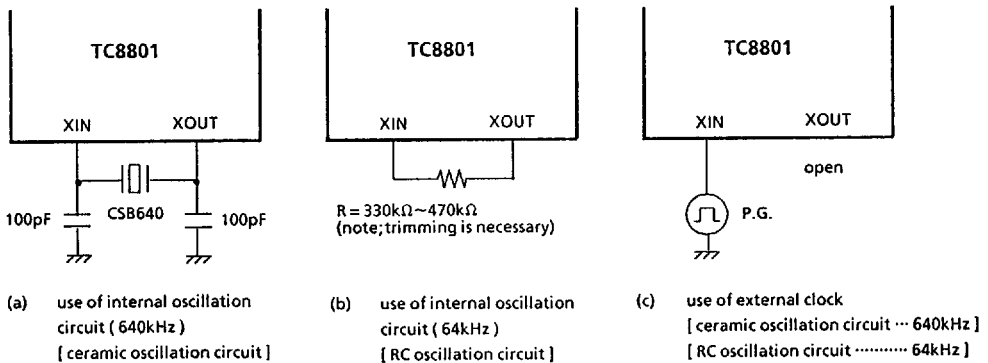 TC8801
XIN XOUT
CSB640
100pF
100pF
(a) use of internal oscillation
circuit ( 640kHz )
[ ceramic oscillation circuit ]
TC8801
XIN XOUT
R = 330kΩ~470kΩ
(note;trimming is necessary)
(b) use of internal oscillation
circuit ( 64kHz )
[ RC oscillation circuit ]
TC8801
XIN XOUT
open
P.G.
(c) use of external clock
[ ceramic oscillation circuit ··· 640kHz ]
[ RC oscillation circuit ··········· 64kHz ]